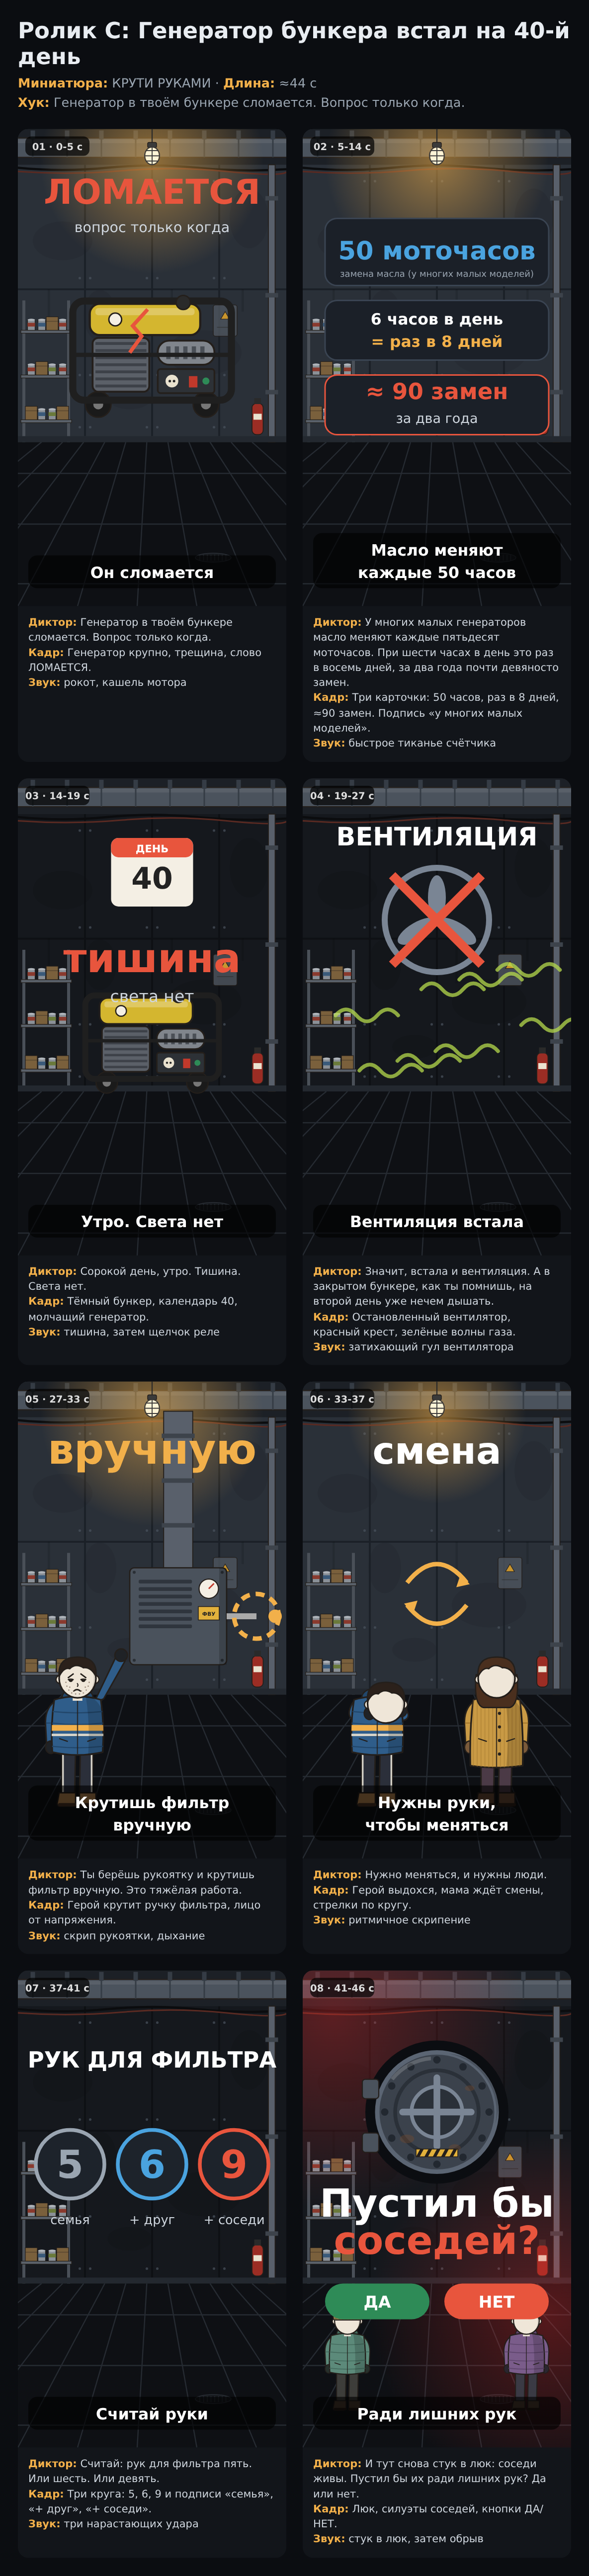 Ролик С: Генератор бункера встал на 40-й
день
Миниатюра: КРУТИ РУКАМИ · Длина: ≈44 с
Хук: Генератор в твоём бункере сломается. Вопрос только когда.
01 · 0-5 с
ЛОМАЕТСЯ
вопрос только когда
Он сломается
Диктор: Генератор в твоём бункере
сломается. Вопрос только когда.
Кадр: Генератор крупно, трещина, слово
ЛОМАЕТСЯ.
Звук: рокот, кашель мотора
02 · 5-14 с
50 моточасов
замена масла (у многих малых моделей)
6 часов в день
= раз в 8 дней
≈ 90 замен
за два года
Масло меняют
каждые 50 часов
Диктор: У многих малых генераторов
масло меняют каждые пятьдесят
моточасов. При шести часах в день это раз
в восемь дней, за два года почти девяносто
замен.
Кадр: Три карточки: 50 часов, раз в 8 дней,
≈90 замен. Подпись «у многих малых
моделей».
Звук: быстрое тиканье счётчика
03 · 14-19 с
ДЕНЬ
40
тишина
света нет
Утро. Света нет
Диктор: Сорокой день, утро. Тишина.
Света нет.
Кадр: Тёмный бункер, календарь 40,
молчащий генератор.
Звук: тишина, затем щелчок реле
04 · 19-27 с
ВЕНТИЛЯЦИЯ
Вентиляция встала
Диктор: Значит, встала и вентиляция. А в
закрытом бункере, как ты помнишь, на
второй день уже нечем дышать.
Кадр: Остановленный вентилятор,
красный крест, зелёные волны газа.
Звук: затихающий гул вентилятора
05 · 27-33 с
вручную
ФВУ
Крутишь фильтр
вручную
Диктор: Ты берёшь рукоятку и крутишь
фильтр вручную. Это тяжёлая работа.
Кадр: Герой крутит ручку фильтра, лицо
от напряжения.
Звук: скрип рукоятки, дыхание
06 · 33-37 с
смена
Нужны руки,
чтобы меняться
Диктор: Нужно меняться, и нужны люди.
Кадр: Герой выдохся, мама ждёт смены,
стрелки по кругу.
Звук: ритмичное скрипение
07 · 37-41 с
РУК ДЛЯ ФИЛЬТРА
5
6
9
семья
+ друг
+ соседи
Считай руки
Диктор: Считай: рук для фильтра пять.
Или шесть. Или девять.
Кадр: Три круга: 5, 6, 9 и подписи «семья»,
«+ друг», «+ соседи».
Звук: три нарастающих удара
08 · 41-46 с
Пустил бы
соседей?
ДА
НЕТ
Ради лишних рук
Диктор: И тут снова стук в люк: соседи
живы. Пустил бы их ради лишних рук? Да
или нет.
Кадр: Люк, силуэты соседей, кнопки ДА/
НЕТ.
Звук: стук в люк, затем обрыв